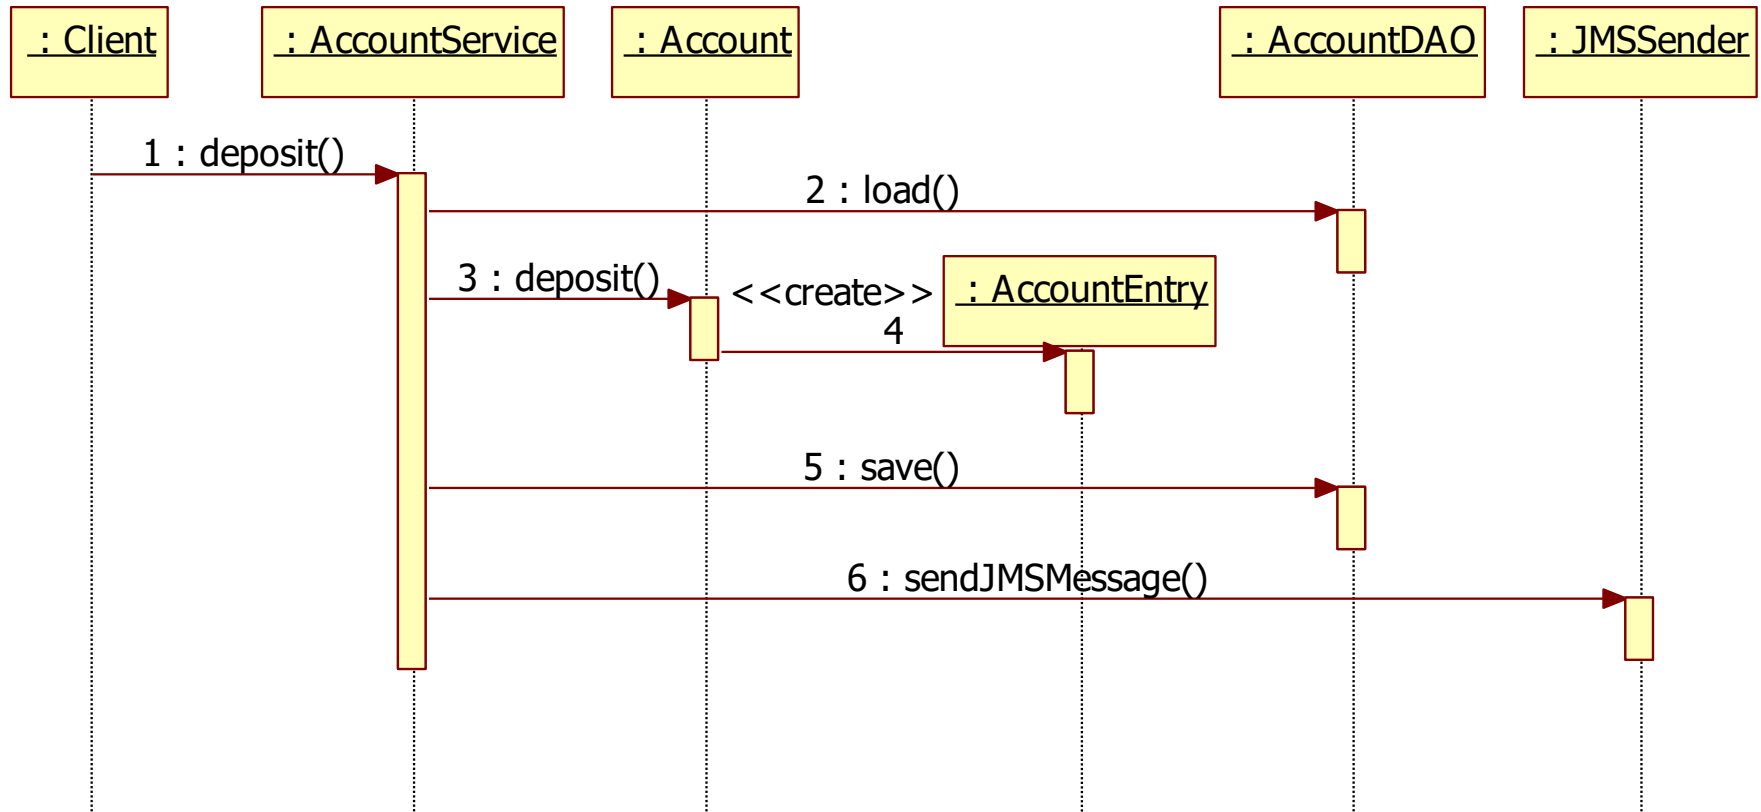 : Client
: AccountService
: Account
: AccountDAO
: JMSSender
1 : deposit()
2 : load()
3 : deposit()
<<create>>
4
: AccountEntry
5 : save()
6 : sendJMSMessage()